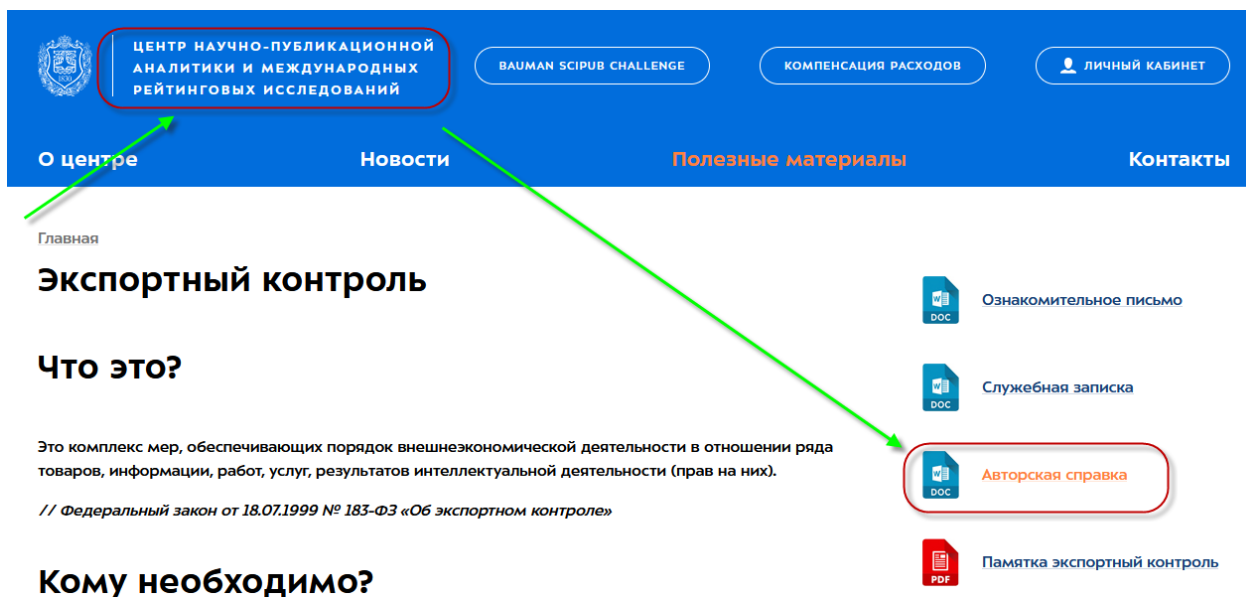 ЦЕНТР НАУЧНО-ПУБЛИКАЦИОННОЙ
АНАЛИТИКИ И МЕЖДУНАРОДНЫХ
РЕЙТИНГОВЫХ ИССЛЕДОВАНИЙ
BAUMAN SCIPUB CHALLENGE
КОМПЕНСАЦИЯ РАСХОДОВ
ЛИЧНЫЙ КАБИНЕТ
О центре
Новости
Полезные материалы
Контакты
Главная
Экспортный контроль
Что это?
Это комплекс мер, обеспечивающих порядок внешнеэкономической деятельности в отношении ряда
товаров, информации, работ, услуг, результатов интеллектуальной деятельности (прав на них).
// Федеральный закон от 18.07.1999 № 183-ФЗ «Об экспортном контроле»
Кому необходимо?
W
DOC
Ознакомительное письмо
W
DOC
Служебная записка
W
DOC
Авторская справка
PDF
Памятка экспортный контроль